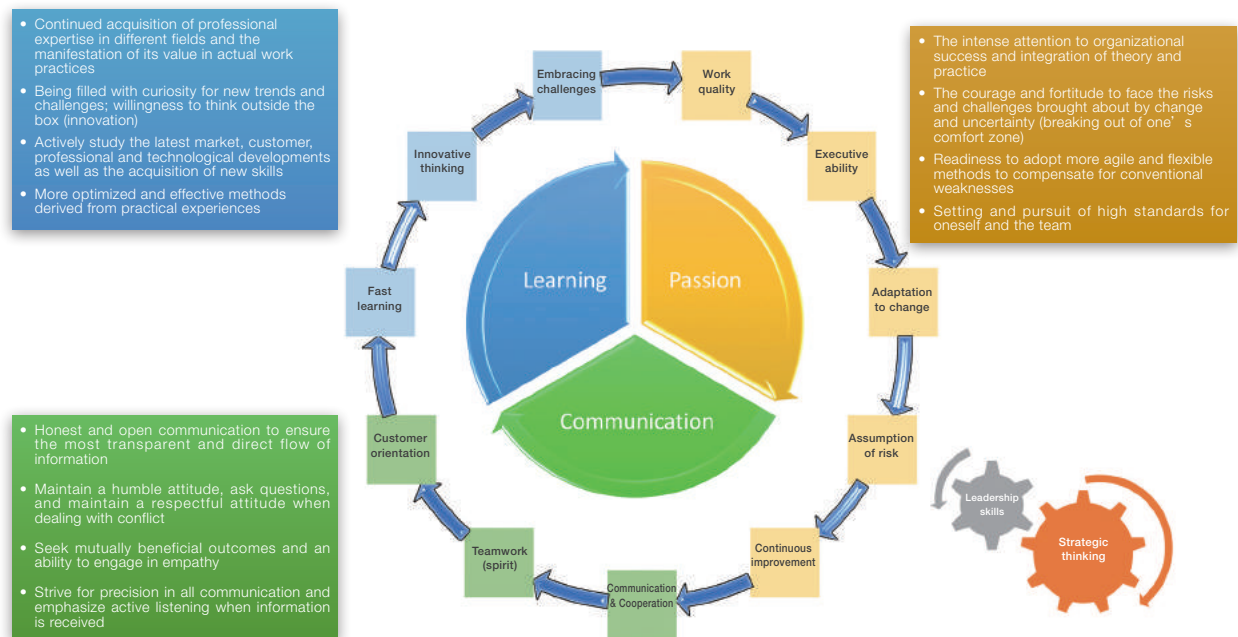 • Continued acquisition of professional
expertise in different fields and the
manifestation of its value in actual work
practices
• Being filled with curiosity for new trends and
challenges; willingness to think outside the
box (innovation)
• Actively study the latest market, customer,
professional and technological developments
as well as the acquisition of new skills
• More optimized and effective methods
derived from practical experiences
• The intense attention to organizational
success and integration of theory and
practice
• The courage and fortitude to face the risks
and challenges brought about by change
and uncertainty (breaking out of one’s
comfort zone)
• Readiness to adopt more agile and flexible
methods to compensate for conventional
weaknesses
• Setting and pursuit of high standards for
oneself and the team
Embracing
challenges
Work
quality
Innovative
thinking
Executive
ability
Fast
learning
Learning
Passion
Adaptation
to change
Communication
Customer
orientation
Assumption
of risk
Teamwork
(spirit)
Communication
& Cooperation
Continuous
improvement
• Honest and open communication to ensure
the most transparent and direct flow of
information
• Maintain a humble attitude, ask questions,
and maintain a respectful attitude when
dealing with conflict
• Seek mutually beneficial outcomes and an
ability to engage in empathy
• Strive for precision in all communication and
emphasize active listening when information
is received
Leadership
skills
Strategic
thinking